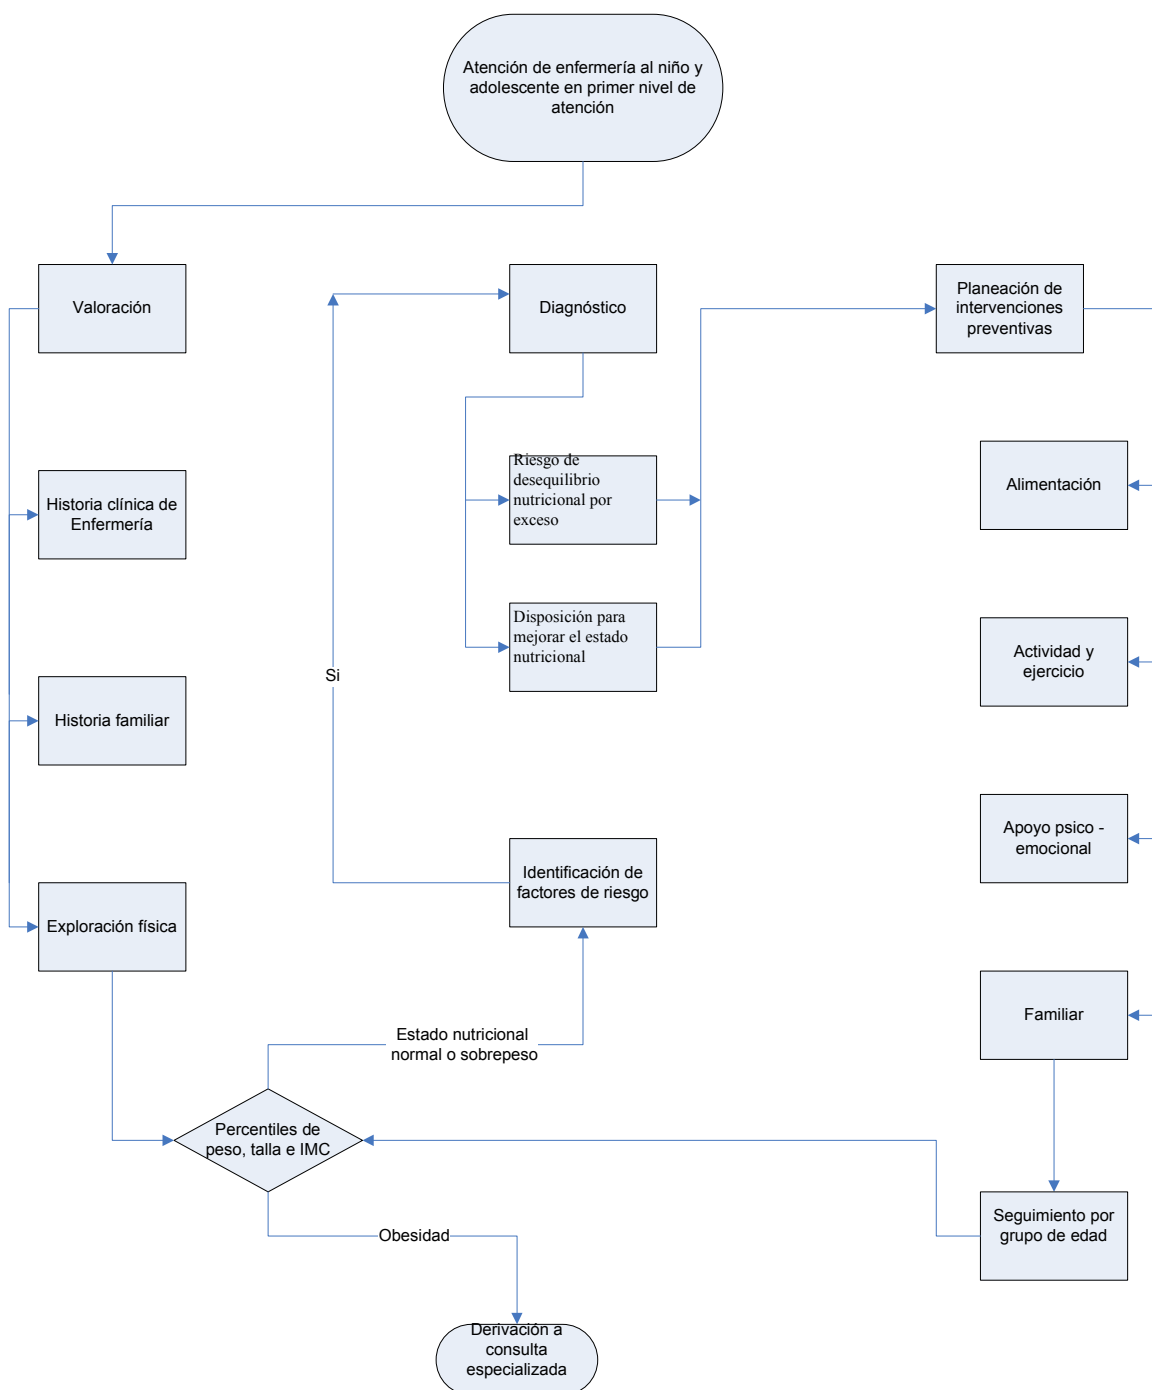 Atención de enfermería al niño y
adolescente en primer nivel de
atención
Valoración
Diagnóstico
Planeación de
intervenciones
preventivas
Historia clínica de
Enfermería
Riesgo de
desequilibrio
nutricional por
exceso
Alimentación
Disposición para
mejorar el estado
nutricional
Actividad y
ejercicio
Si
Historia familiar
Apoyo psico -
emocional
Identificación de
factores de riesgo
Exploración física
Familiar
Estado nutricional
normal o sobrepeso
Percentiles de
peso, talla e IMC
Seguimiento por
grupo de edad
Obesidad
Derivación a
consulta
especializada